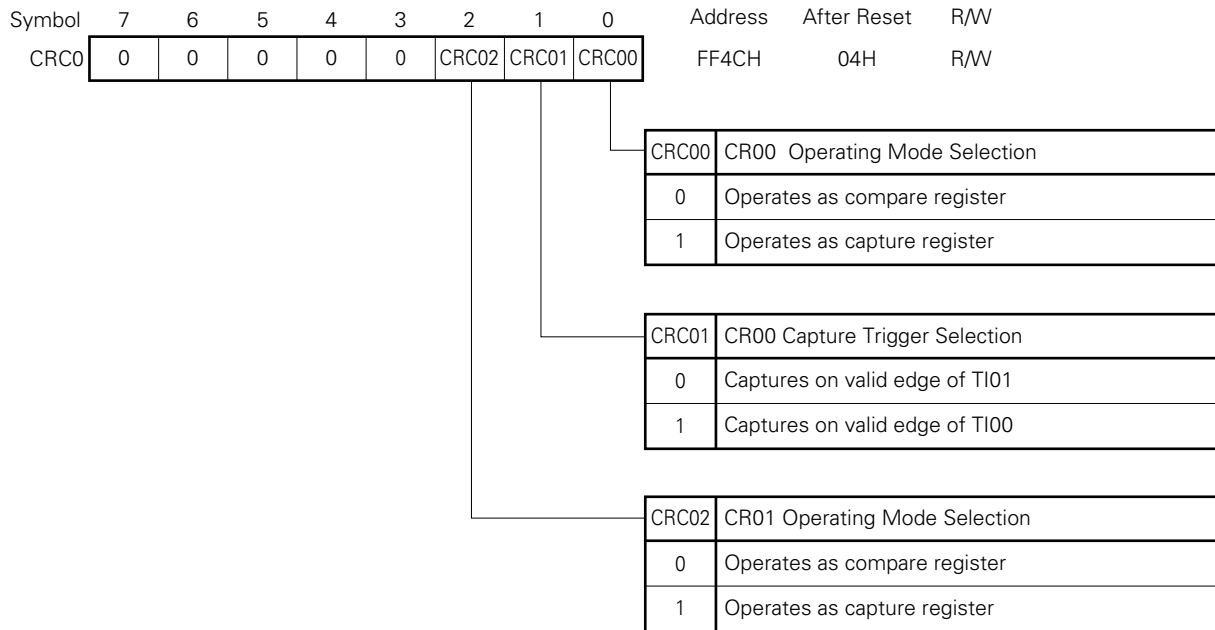 Symbol 7 6 5 4 3 2 1 0 Address After Reset R/W
CRC0 0 0 0 0 0 CRC02 CRC01 CRC00 FF4CH 04H R/W
CRC00 CR00 Operating Mode Selection
0 Operates as compare register
1 Operates as capture register
CRC01 CR00 Capture Trigger Selection
0 Captures on valid edge of TI01
1 Captures on valid edge of TI00
CRC02 CR01 Operating Mode Selection
0 Operates as compare register
1 Operates as capture register